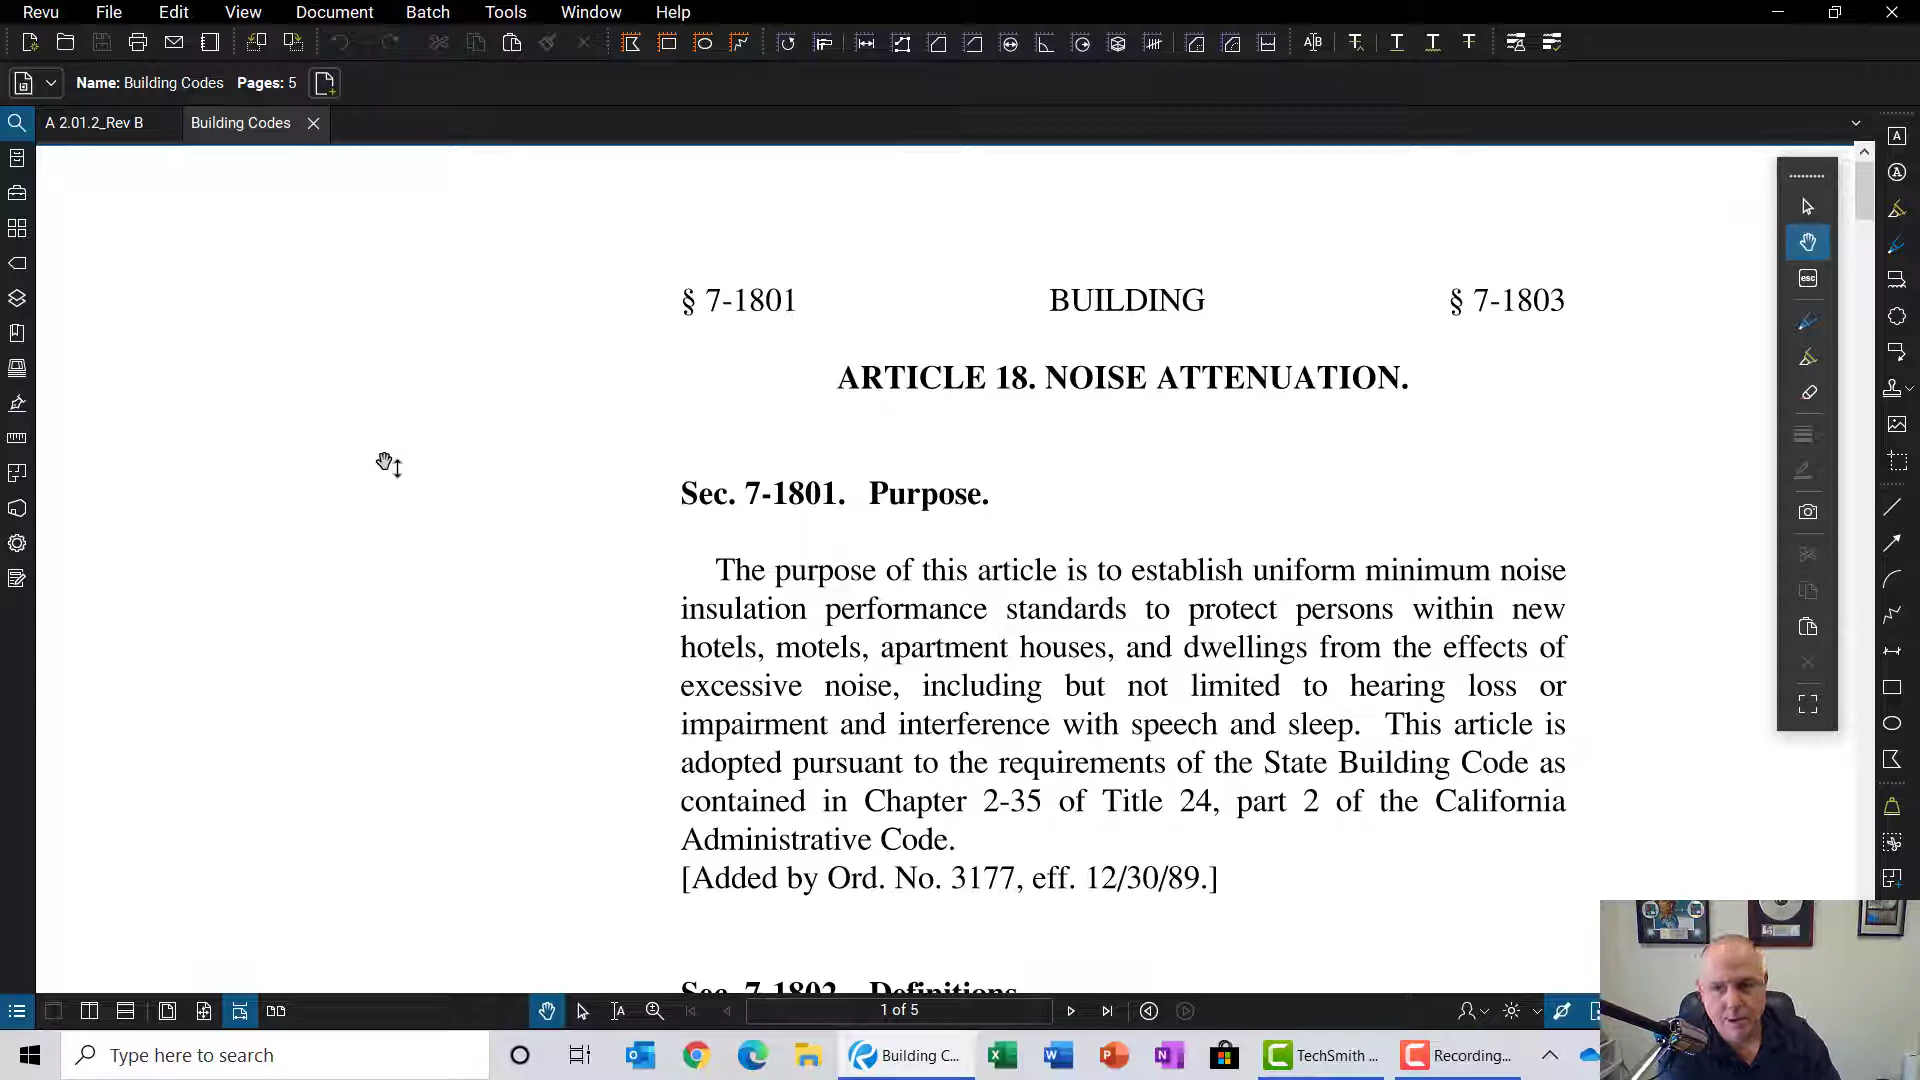 Revu File Edit View Document Batch Tools Window Help
Name: Building Codes Pages: 5
A 2.01.2_Rev B Building Codes
§ 7-1801 BUILDING § 7-1803
ARTICLE 18. NOISE ATTENUATION.
Sec. 7-1801. Purpose.
The purpose of this article is to establish uniform minimum noise
insulation performance standards to protect persons within new
hotels, motels, apartment houses, and dwellings from the effects of
excessive noise, including but not limited to hearing loss or
impairment and interference with speech and sleep. This article is
adopted pursuant to the requirements of the State Building Code as
contained in Chapter 2-35 of Title 24, part 2 of the California
Administrative Code.
[Added by Ord. No. 3177, eff. 12/30/89.]
Sec. 7-1802. Definitions.
esc
1 of 5
Type here to search
Building C...
TechSmith ...
Recording...